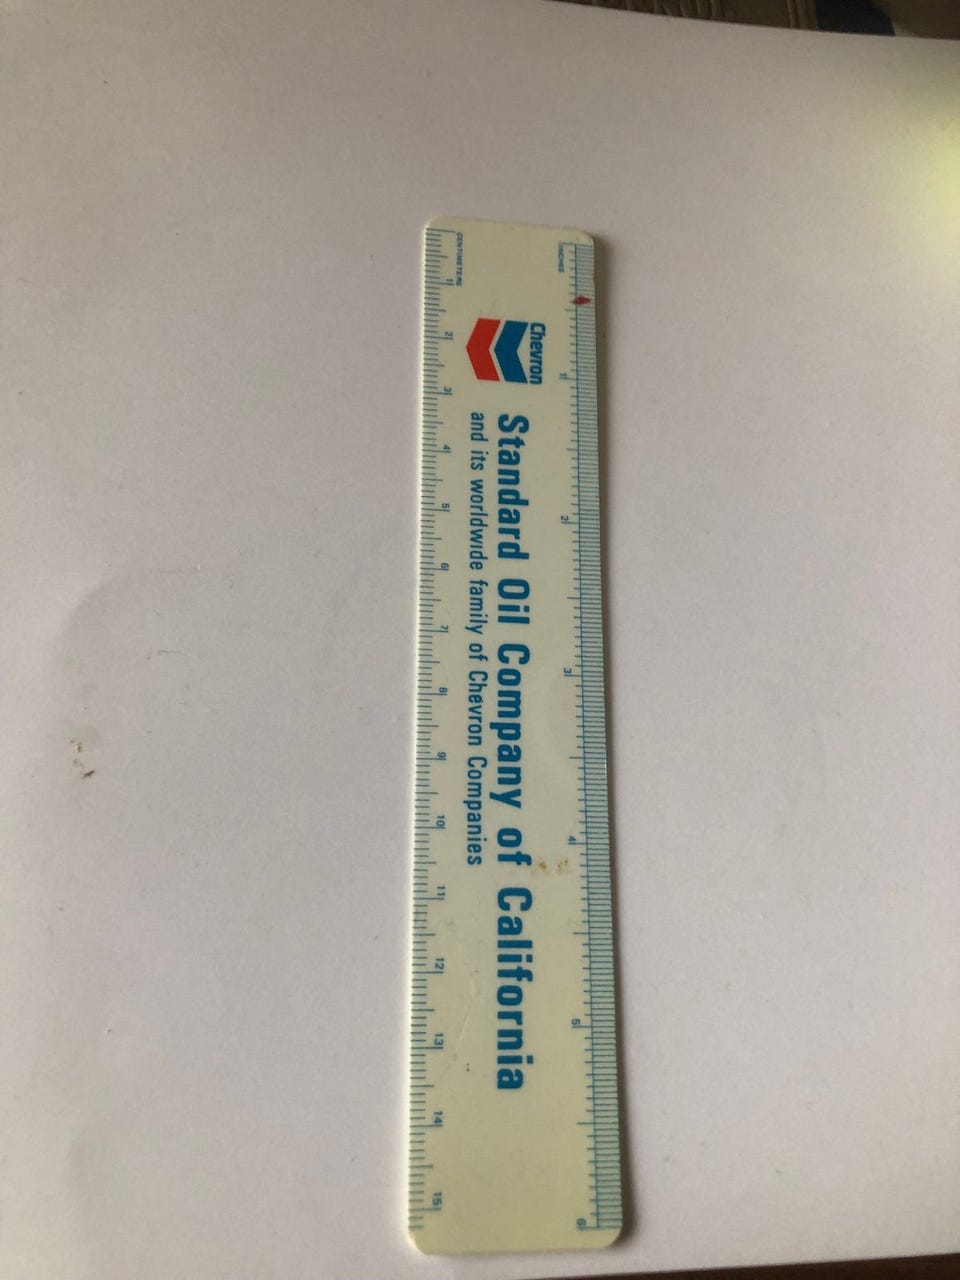 INCHES
1 2 3 4 5 6
Chevron
Standard Oil Company of California
and its worldwide family of Chevron Companies
CENTIMETERS
1 2 3 4 5 6 7 8 9 10 11 12 13 14 15